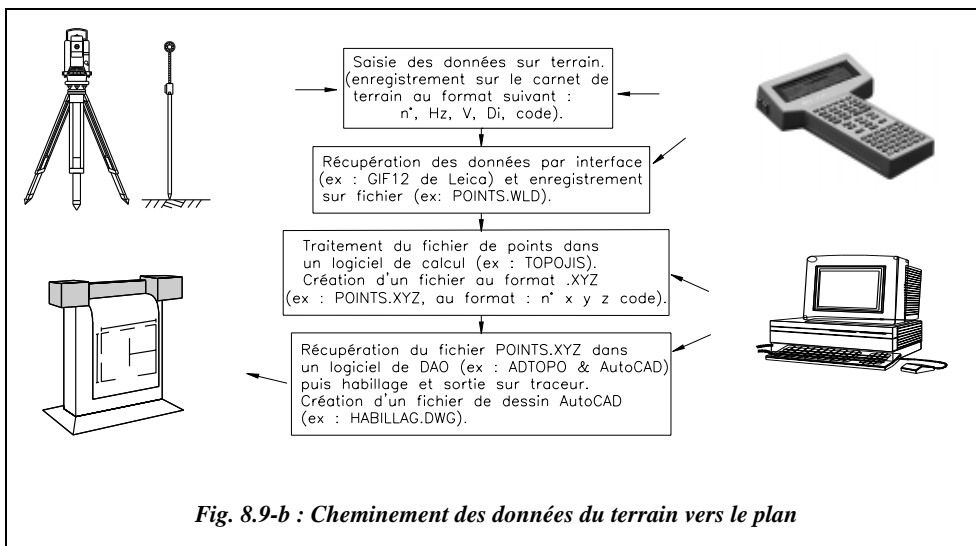 Saisie des données sur terrain.
(enregistrement sur le carnet de
terrain au format suivant :
n°, Hz, V, Di, code).
Récupération des données par interface
(ex : GIF12 de Leica) et enregistrement
sur fichier (ex: POINTS.WLD).
Traitement du fichier de points dans
un logiciel de calcul (ex : TOPOJIS).
Création d'un fichier au format .XYZ
(ex : POINTS.XYZ, au format : n° x y z code).
Récupération du fichier POINTS.XYZ dans
un logiciel de DAO (ex : ADTOPO & AutoCAD)
puis habillage et sortie sur traceur.
Création d'un fichier de dessin AutoCAD
(ex : HABILLAG.DWG).
Fig. 8.9-b : Cheminement des données du terrain vers le plan